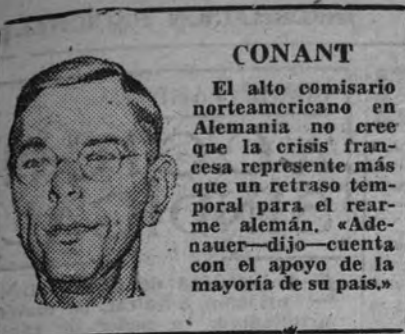 CONANT
El alto comisario
norteamericano en
Alemania no cree
que la crisis fran-
cesa represente más
que un retraso tem-
poral para el rear-
me alemán. «Ade-
nauer—dijo—cuenta
con el apoyo de la
mayoría de su país.»